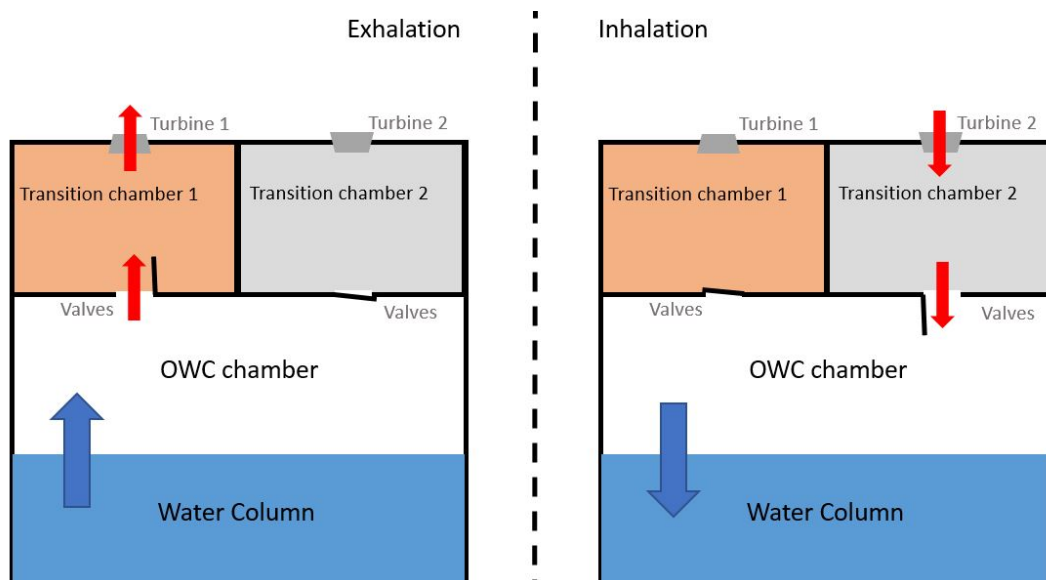 Exhalation
Turbine 1
Turbine 2
Transition chamber 1
Transition chamber 2
Valves
Valves
OWC chamber
Water Column
Inhalation
Turbine 1
Turbine 2
Transition chamber 1
Transition chamber 2
Valves
Valves
OWC chamber
Water Column